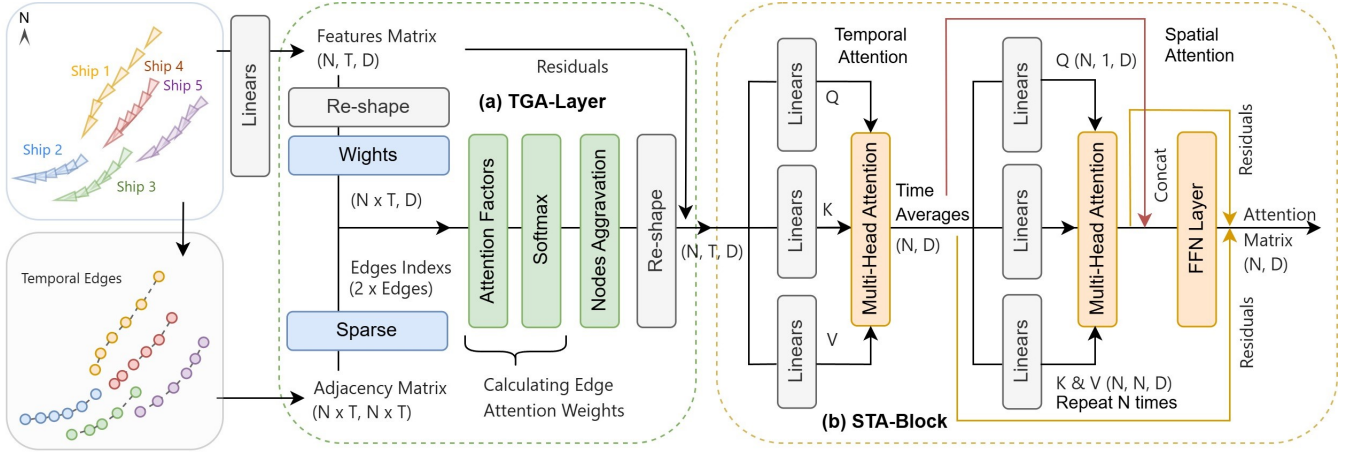 N
Ship 1
Ship 4
Ship 5
Ship 2
Ship 3
Temporal Edges
Linears
Features Matrix
(N, T, D)
Residuals
(a) TGA-Layer
Re-shape
Wights
(N x T, D)
Edges Indexs
(2 x Edges)
Sparse
Adjacency Matrix
(N x T, N x T)
Attention Factors
Softmax
Nodes Aggravation
Re-shape
Calculating Edge
Attention Weights
(N, T, D)
Linears
Q
Linears
K
Linears
V
Temporal
Attention
Multi-Head Attention
Time
Averages
(N, D)
Linears
Q (N, 1, D)
Linears
Linears
K & V (N, N, D)
Repeat N times
Spatial
Attention
Multi-Head Attention
Concat
FFN Layer
Residuals
Residuals
Attention
Matrix
(N, D)
(b) STA-Block